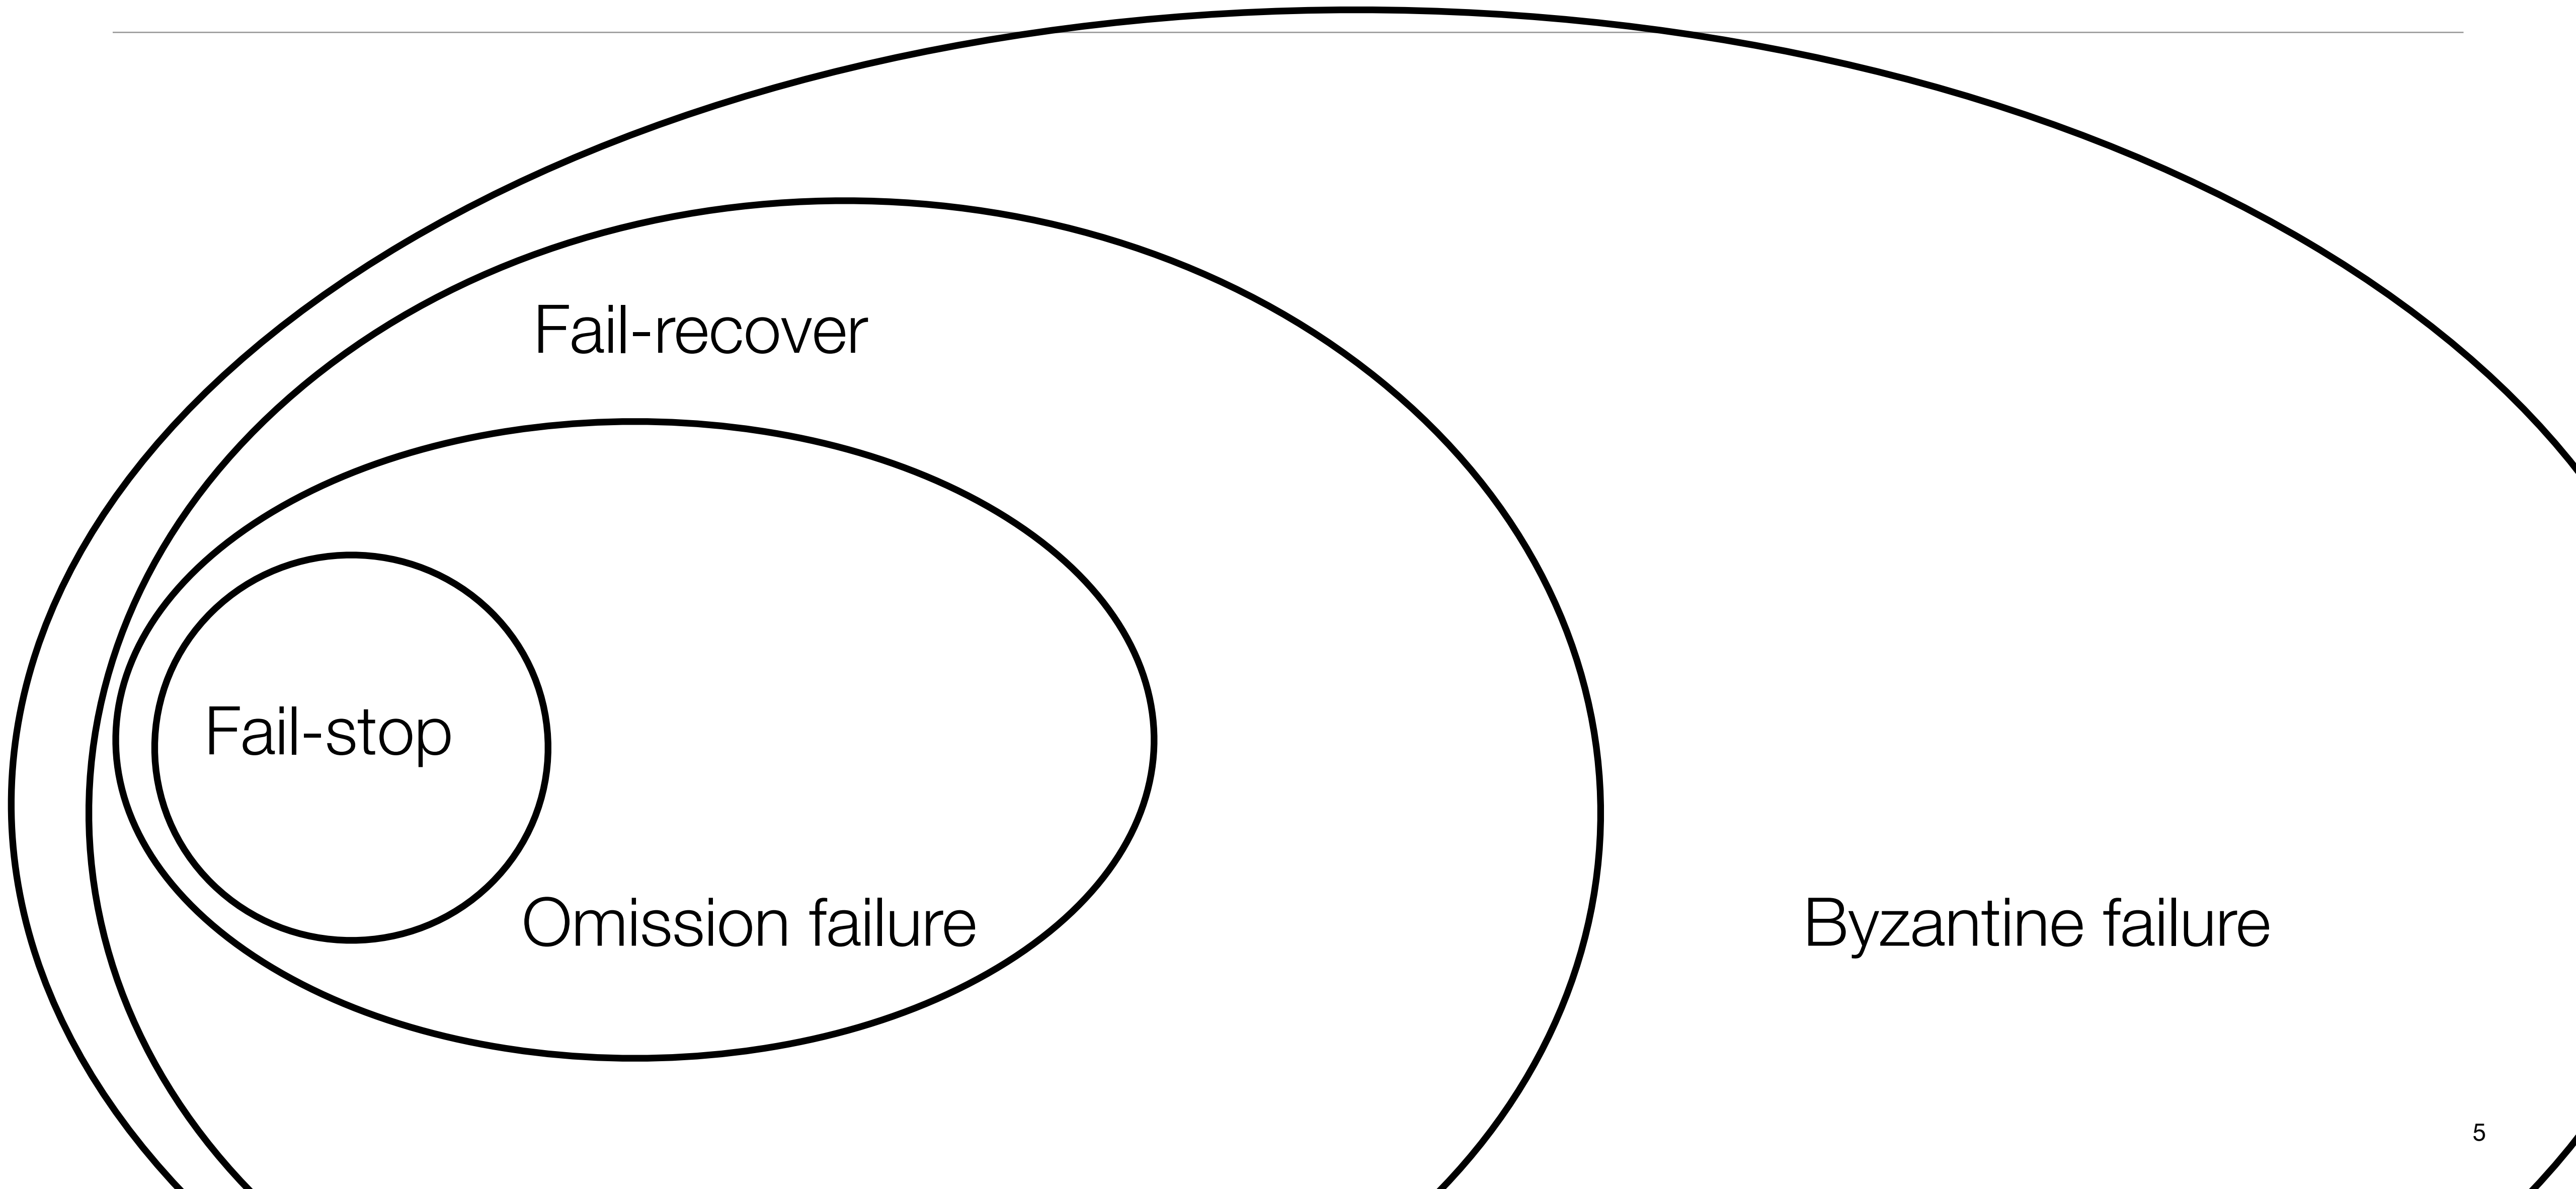 Fail-recover
Fail-stop
Omission failure
Byzantine failure
5